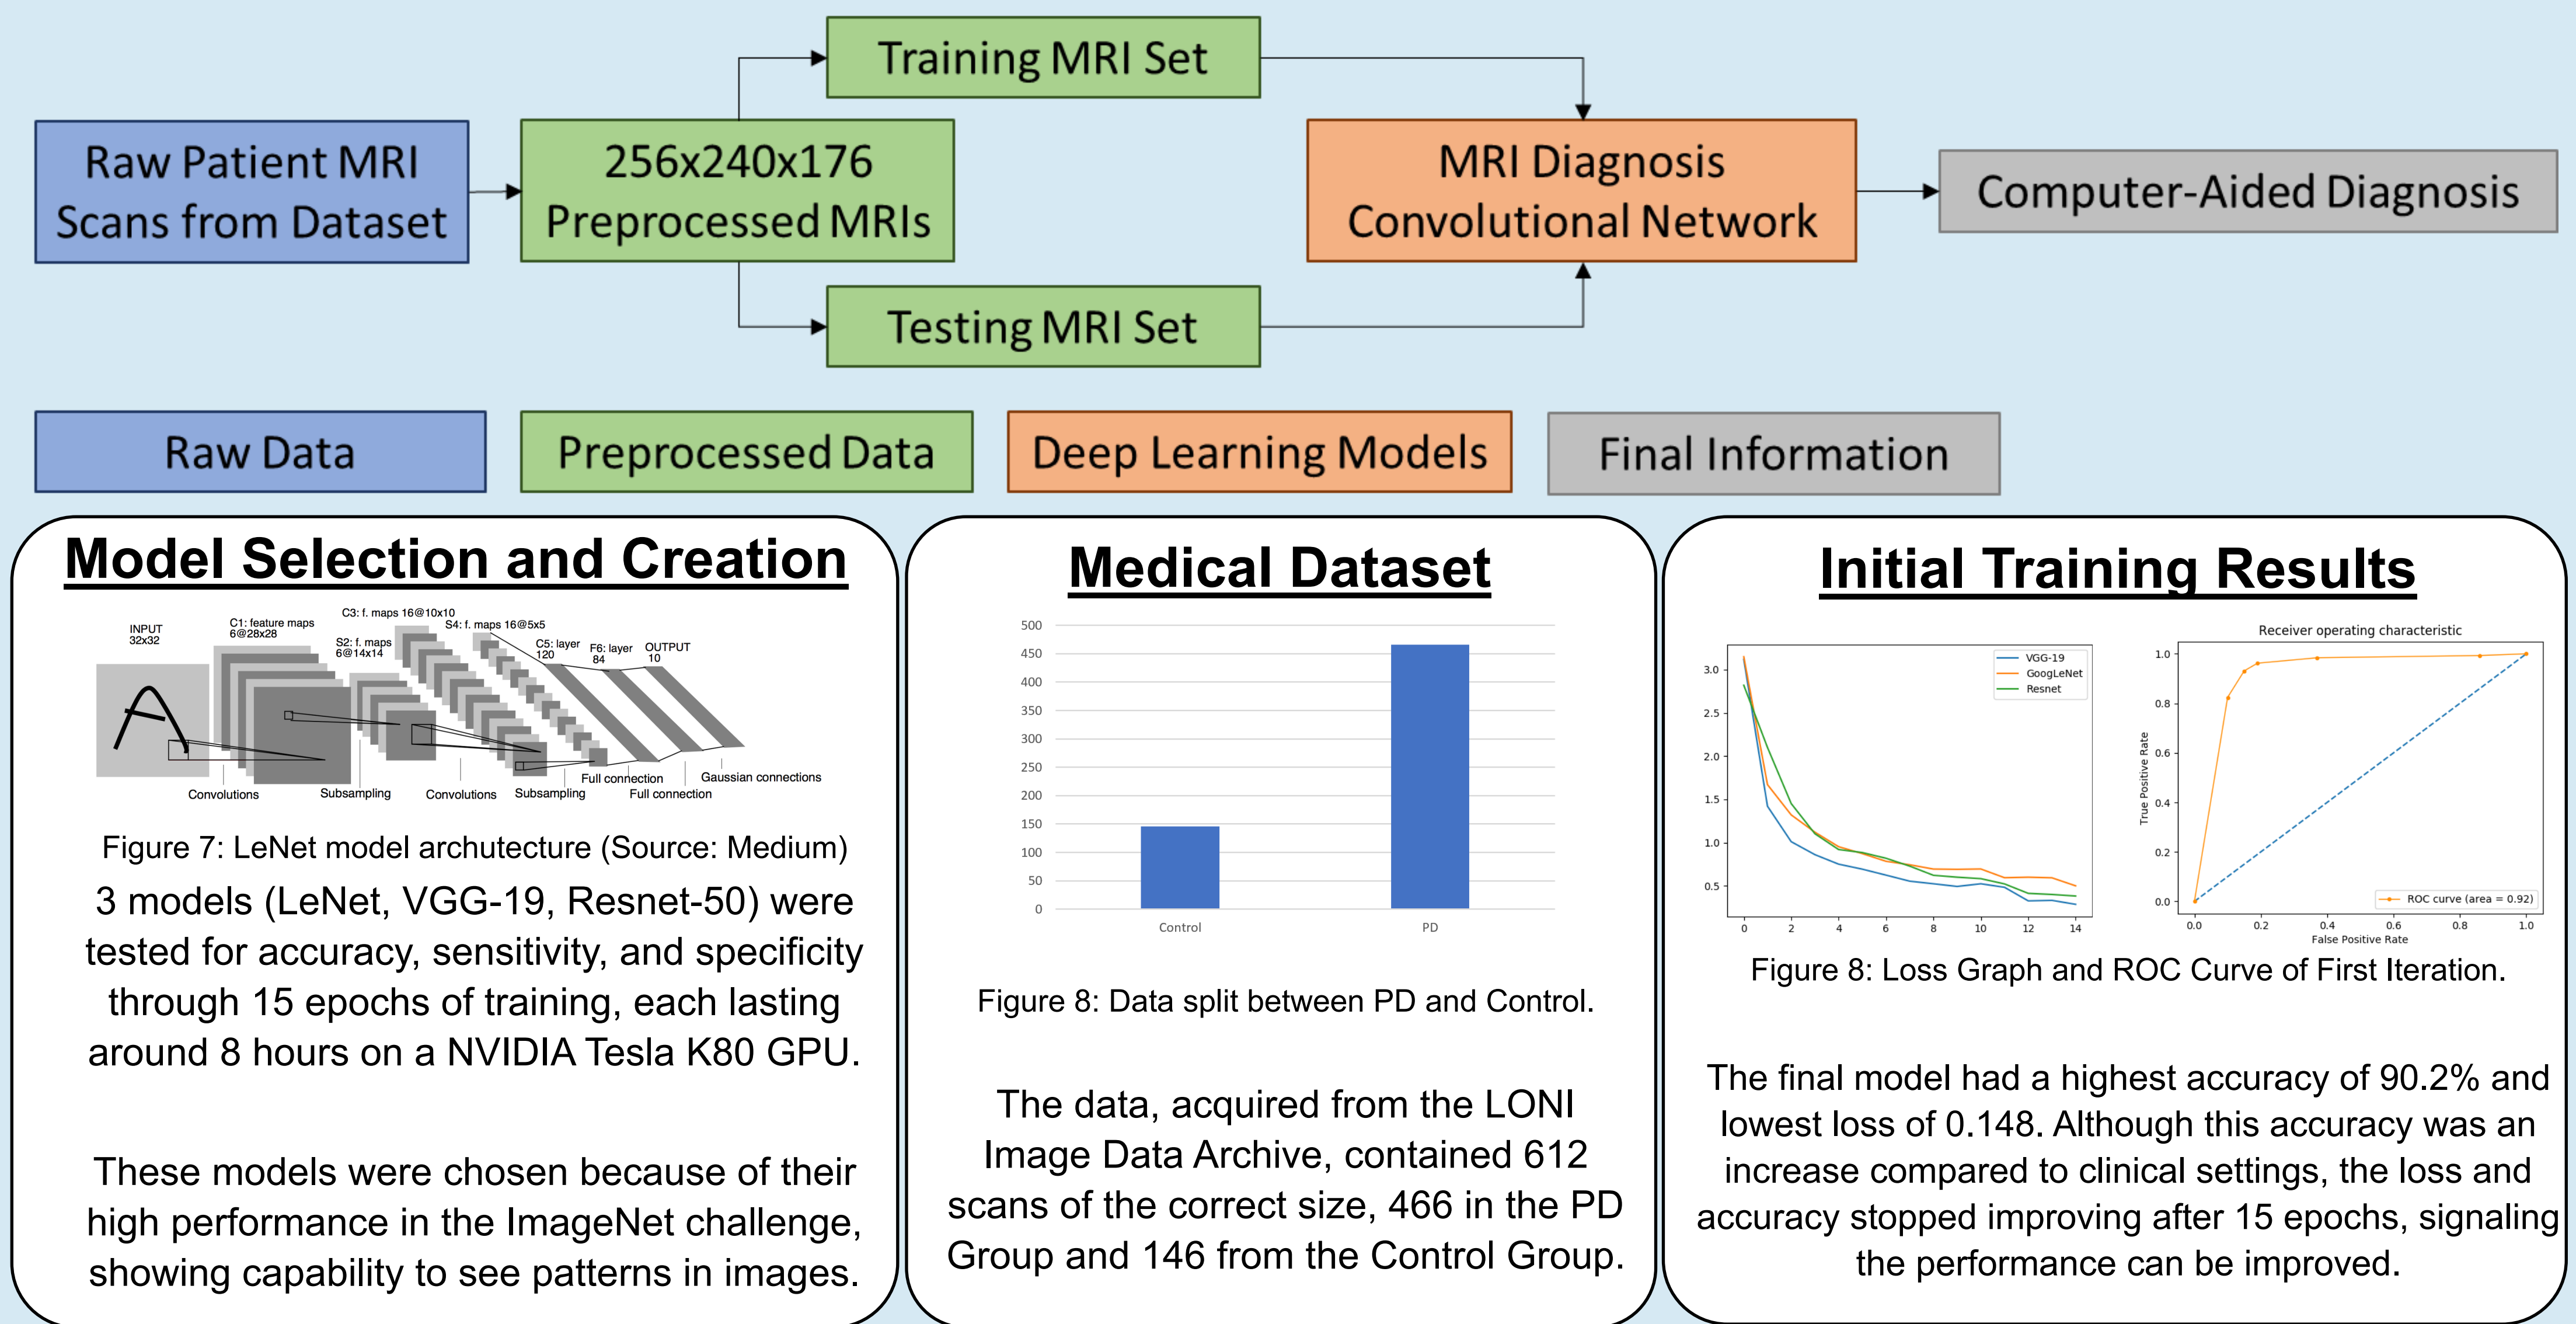 Training MRI Set
Raw Patient MRI
Scans from Dataset
256x240x176
Preprocessed MRIs
MRI Diagnosis
Convolutional Network
Computer-Aided Diagnosis
Testing MRI Set
Raw Data
Preprocessed Data
Deep Learning Models
Final Information
Model Selection and Creation
INPUT
32x32
C1: feature maps
6@28x28
S2: f. maps
6@14x14
C3: f. maps 16@10x10
S4: f. maps 16@5x5
C5: layer
120
F6: layer
84
OUTPUT
10
Convolutions
Subsampling
Convolutions
Subsampling
Full connection
Full connection
Gaussian connections
Figure 7: LeNet model archutecture (Source: Medium)
3 models (LeNet, VGG-19, Resnet-50) were
tested for accuracy, sensitivity, and specificity
through 15 epochs of training, each lasting
around 8 hours on a NVIDIA Tesla K80 GPU.
These models were chosen because of their
high performance in the ImageNet challenge,
showing capability to see patterns in images.
Medical Dataset
500
450
400
350
300
250
200
150
100
50
0
Control
PD
Figure 8: Data split between PD and Control.
The data, acquired from the LONI
Image Data Archive, contained 612
scans of the correct size, 466 in the PD
Group and 146 from the Control Group.
Initial Training Results
3.0
2.5
2.0
1.5
1.0
0.5
0 2 4 6 8 10 12 14
VGG-19
GoogLeNet
Resnet
Receiver operating characteristic
True Positive Rate
1.0
0.8
0.6
0.4
0.2
0.0
0.0 0.2 0.4 0.6 0.8 1.0
False Positive Rate
ROC curve (area = 0.92)
Figure 8: Loss Graph and ROC Curve of First Iteration.
The final model had a highest accuracy of 90.2% and
lowest loss of 0.148. Although this accuracy was an
increase compared to clinical settings, the loss and
accuracy stopped improving after 15 epochs, signaling
the performance can be improved.